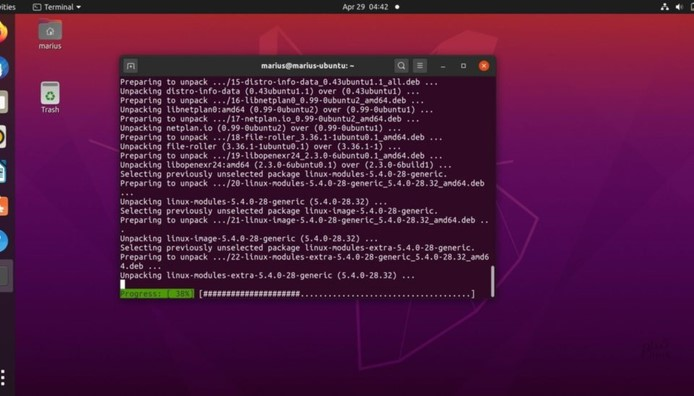 ities
Terminal
Apr 29 04:42
marius
Trash
marius@marius-ubuntu: ~
Preparing to unpack .../15-distro-info-data_0.43ubuntu1.1_all.deb ...
Unpacking distro-info-data (0.43ubuntu1.1) over (0.43ubuntu1) ...
Preparing to unpack .../16-libnetplan0_0.99-0ubuntu2_amd64.deb ...
Unpacking libnetplan0:amd64 (0.99-0ubuntu2) over (0.99-0ubuntu1) ...
Preparing to unpack .../17-netplan.io_0.99-0ubuntu2_amd64.deb ...
Unpacking netplan.io (0.99-0ubuntu2) over (0.99-0ubuntu1) ...
Preparing to unpack .../18-file-roller_3.36.1-1ubuntu0.1_amd64.deb ...
Unpacking file-roller (3.36.1-1ubuntu0.1) over (3.36.1-1) ...
Preparing to unpack .../19-libopenexr24_2.3.0-6ubuntu0.1_amd64.deb ...
Unpacking libopenexr24:amd64 (2.3.0-6ubuntu0.1) over (2.3.0-6build1) ...
Selecting previously unselected package linux-modules-5.4.0-28-generic.
Preparing to unpack .../20-linux-modules-5.4.0-28-generic_5.4.0-28.32_amd64.deb
...
Unpacking linux-modules-5.4.0-28-generic (5.4.0-28.32) ...
Selecting previously unselected package linux-image-5.4.0-28-generic.
Preparing to unpack .../21-linux-image-5.4.0-28-generic_5.4.0-28.32_amd64.deb ..
.
Unpacking linux-image-5.4.0-28-generic (5.4.0-28.32) ...
Selecting previously unselected package linux-modules-extra-5.4.0-28-generic.
Preparing to unpack .../22-linux-modules-extra-5.4.0-28-generic_5.4.0-28.32_amd6
4.deb ...
Unpacking linux-modules-extra-5.4.0-28-generic (5.4.0-28.32) ...
Progress: [ 38%] [#####################.....................................]